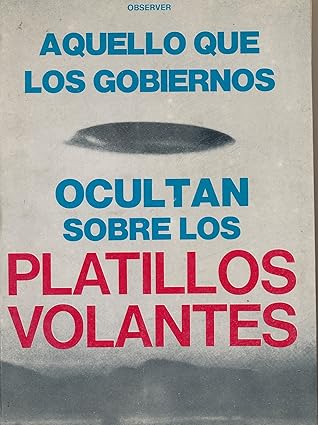 OBSERVER
AQUELLO QUE
LOS GOBIERNOS
OCULTAN
SOBRE LOS
PLATILLOS
VOLANTES